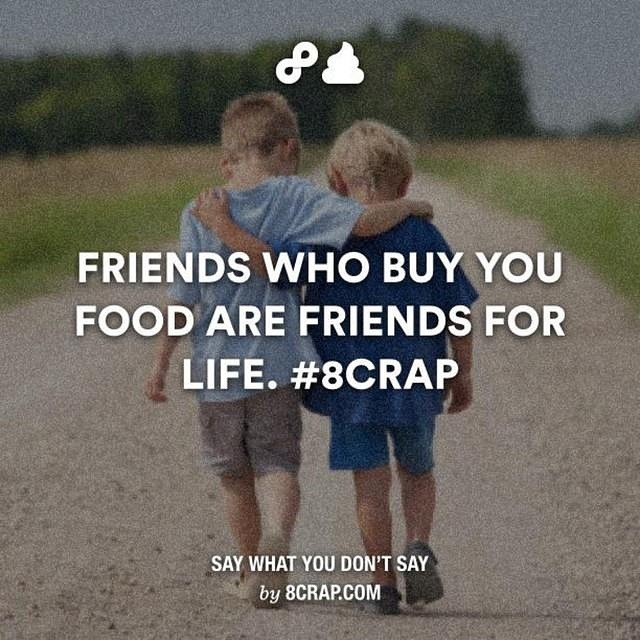 FRIENDS WHO BUY YOU
FOOD ARE FRIENDS FOR
LIFE. #8CRAP
SAY WHAT YOU DON'T SAY
by 8CRAP.COM